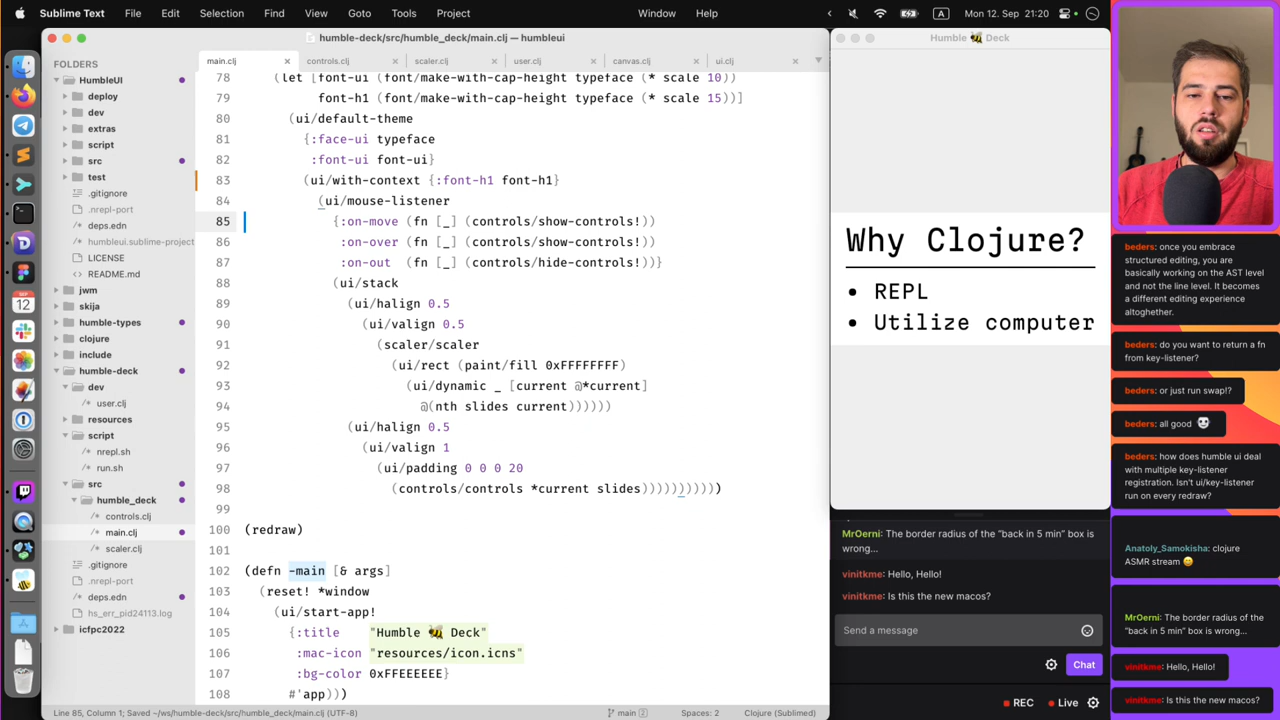 Sublime Text File Edit Selection Find View Goto Tools Project Window Help A Mon 12. Sep 21:20
humble-deck/src/humble_deck/main.clj — humbleui
main.clj × controls.clj × scaler.clj × user.clj × canvas.clj × ui.clj ×
FOLDERS
HumbleUI
deploy
dev
extras
script
src
test
.gitignore
.nrepl-port
deps.edn
humbleui.sublime-project
LICENSE
README.md
jwm
skija
humble-types
clojure
include
humble-deck
dev
user.clj
resources
script
nrepl.sh
run.sh
src
humble_deck
controls.clj
main.clj
scaler.clj
.gitignore
.nrepl-port
deps.edn
hs_err_pid24113.log
icfpc2022
SEP
12
78 (let [font-ui (font/make-with-cap-height typeface (* scale 10))
79 font-h1 (font/make-with-cap-height typeface (* scale 15))]
80 (ui/default-theme
81 {:face-ui typeface
82 :font-ui font-ui}
83 (ui/with-context {:font-h1 font-h1}
84 (ui/mouse-listener
85 {:on-move (fn [_] (controls/show-controls!))
86 :on-over (fn [_] (controls/show-controls!))
87 :on-out (fn [_] (controls/hide-controls!))}
88 (ui/stack
89 (ui/halign 0.5
90 (ui/valign 0.5
91 (scaler/scaler
92 (ui/rect (paint/fill 0xFFFFFFFF)
93 (ui/dynamic _ [current @*current]
94 @(nth slides current))))))
95 (ui/halign 0.5
96 (ui/valign 1
97 (ui/padding 0 0 0 20
98 (controls/controls *current slides)))))))))))
99
100 (redraw)
101
102 (defn -main [& args]
103 (reset! *window
104 (ui/start-app!
105 {:title "Humble 🐝 Deck"
106 :mac-icon "resources/icon.icns"
107 :bg-color 0xFFEEEEEE}
108 #'app)))
Line 85, Column 1; Saved ~/ws/humble-deck/src/humble_deck/main.clj (UTF-8) main 2 Spaces: 2 Clojure (Sublimed)
Humble 🐝 Deck
Why Clojure?
• REPL
• Utilize computer
MrOerni: The border radius of the "back in 5 min" box is
wrong...
vinitkme: Hello, Hello!
vinitkme: Is this the new macos?
Send a message
Chat
REC Live
beders: once you embrace
structured editing, you are
basically working on the AST level
and not the line level. It becomes
a different editing experience
altoghether.
beders: do you want to return a fn
from key-listener?
beders: or just run swap!?
beders: all good
beders: how does humble ui deal
with multiple key-listener
registration. Isn't ui/key-listener
run on every redraw?
Anatoly_Samokisha: clojure
ASMR stream 😄
MrOerni: The border radius of the
"back in 5 min" box is wrong...
vinitkme: Hello, Hello!
vinitkme: Is this the new macos?